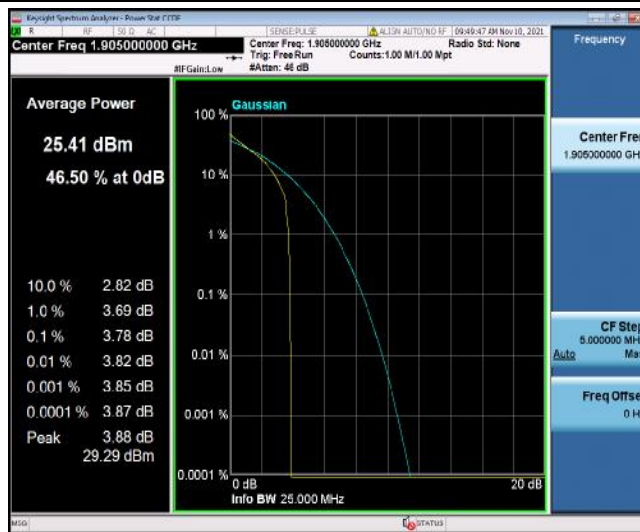 Keysight Spectrum Analyzer - Power Stat CCDF
R RF 50 Ω AC SENSE:PULSE ALIGN AUTO/NO RF 09:49:47 AM Nov 10, 2021
Center Freq 1.905000000 GHz
Center Freq: 1.905000000 GHz Radio Std: None
Trig: Free Run Counts:1.00 M/1.00 Mpt
#IFGain:Low #Atten: 46 dB
Frequency
Average Power
25.41 dBm
46.50 % at 0dB
10.0 % 2.82 dB
1.0 % 3.69 dB
0.1 % 3.78 dB
0.01 % 3.82 dB
0.001 % 3.85 dB
0.0001 % 3.87 dB
Peak 3.88 dB
29.29 dBm
Gaussian
100 %
10 %
1 %
0.1 %
0.01 %
0.001 %
0.0001 %
0 dB 20 dB
Info BW 25.000 MHz
Center Fre
1.905000000 GH
CF Step
5.000000 MH
Auto Ma
Freq Offse
0 H
MSG STATUS